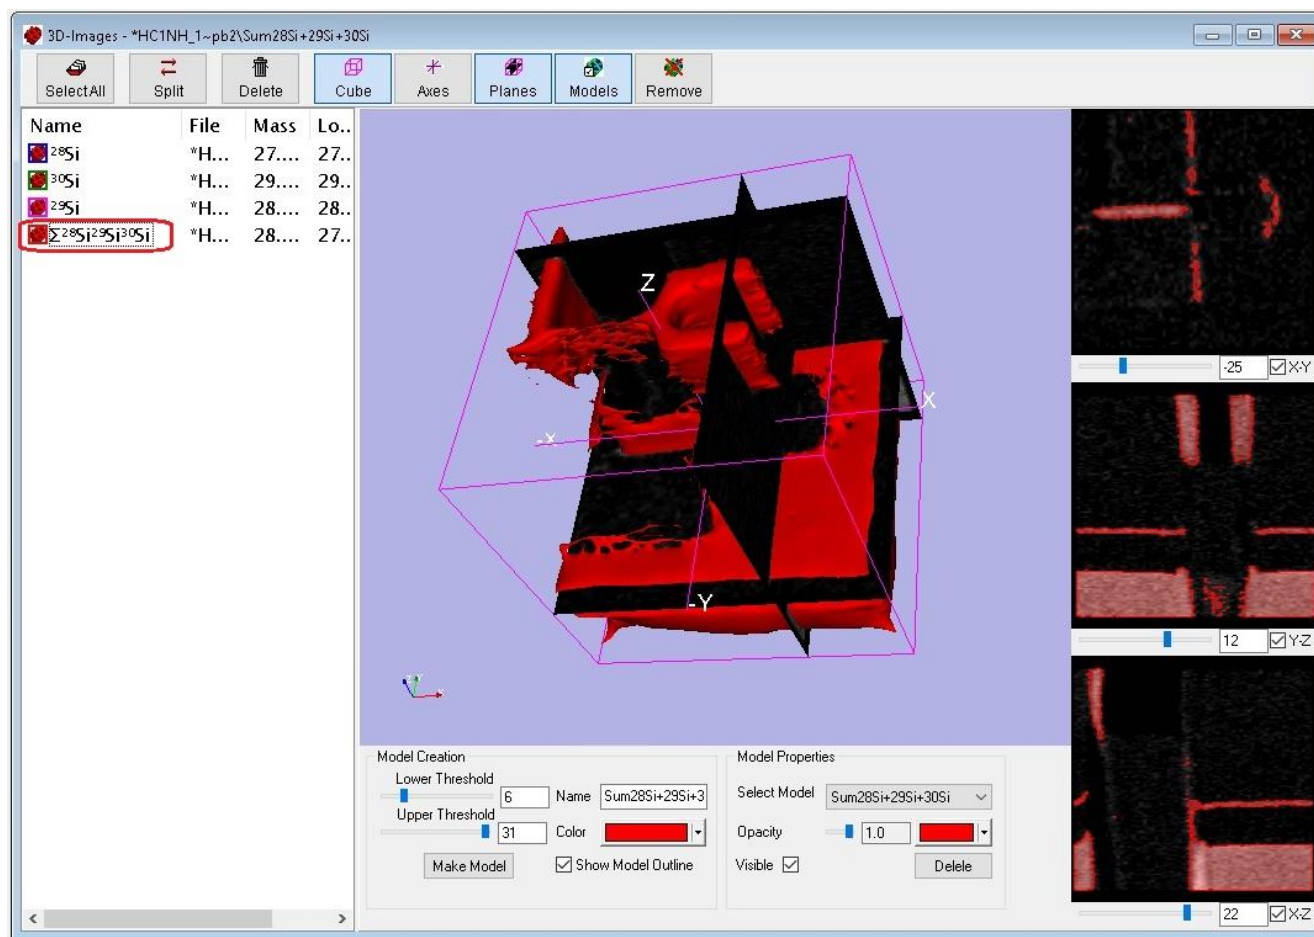 3D-Images - *HC1NH_1~pb2\Sum28Si+29Si+30Si
SelectAll Split Delete Cube Axes Planes Models Remove
Name File Mass Lo..
²⁸Si *H... 27.... 27..
³⁰Si *H... 29.... 29..
²⁹Si *H... 28.... 28..
Σ²⁸Si²⁹Si³⁰Si *H... 28.... 27..
Z
X
-X
-Y
-25 X-Y
12 Y-Z
22 X-Z
Model Creation
Lower Threshold
6 Name Sum28Si+29Si+3
Upper Threshold
31 Color
Make Model Show Model Outline
Model Properties
Select Model Sum28Si+29Si+30Si
Opacity 1.0
Visible Delele